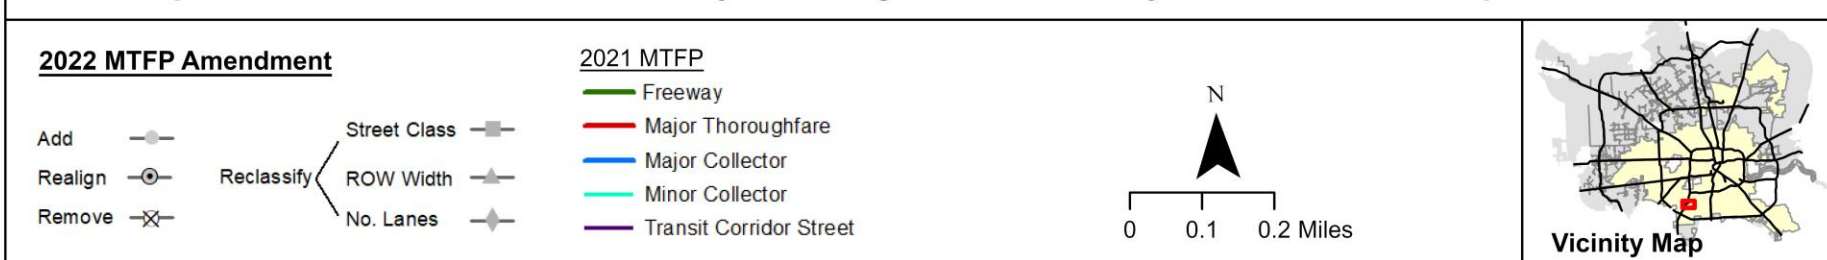 2022 MTFP Amendment
Add
Realign
Remove
Reclassify
Street Class
ROW Width
No. Lanes
2021 MTFP
Freeway
Major Thoroughfare
Major Collector
Minor Collector
Transit Corridor Street
N
0 0.1 0.2 Miles
Vicinity Map